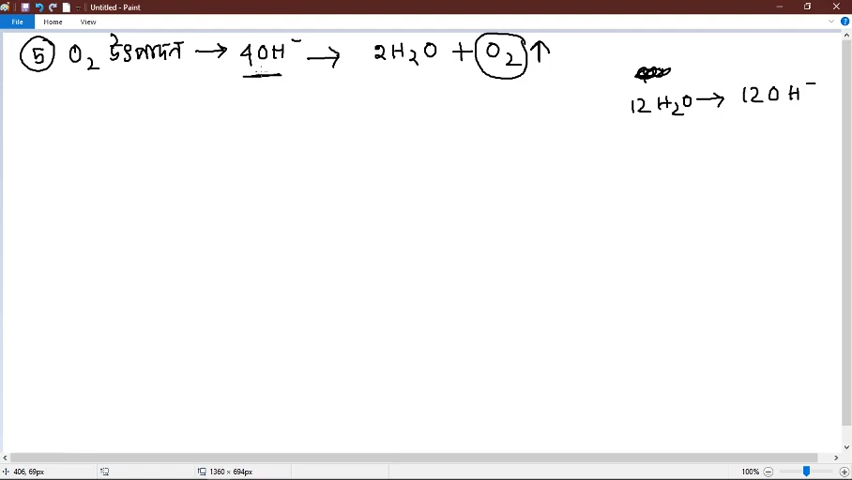 Untitled - Paint
File Home View
⑤ O₂ উৎপাদন → 4OH⁻ → 2H₂O + O₂ ↑
12H₂O → 12OH⁻
406, 69px 1360 × 694px 100%